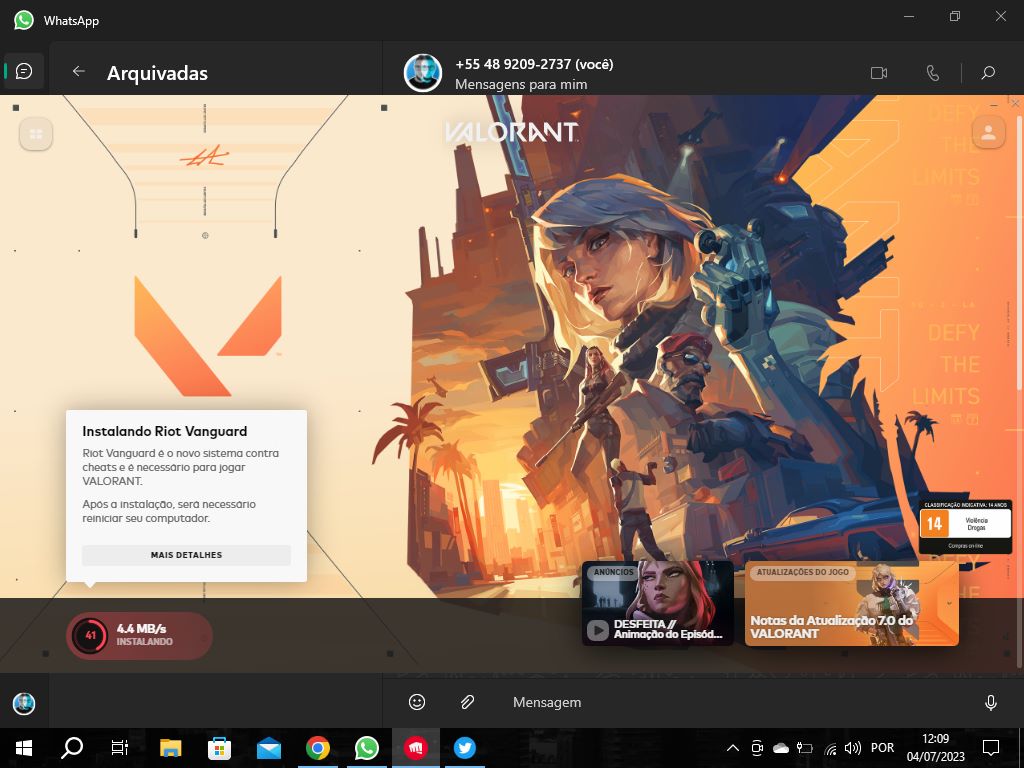 WhatsApp
Arquivadas
+55 48 9209-2737 (você)
Mensagens para mim
VALORANT
DEFY
THE
LIMITS
DEFY
THE
LIMITS
Instalando Riot Vanguard
Riot Vanguard é o novo sistema contra
cheats e é necessário para jogar
VALORANT.
Após a instalação, será necessário
reiniciar seu computador.
MAIS DETALHES
CLASSIFICAÇÃO INDICATIVA: 14 ANOS
14
Violência
Drogas
Compras on-line
DEFY
THE
41
4.4 MB/s
INSTALANDO
ANÚNCIOS
DESFEITA //
Animação do Episód...
ATUALIZAÇÕES DO JOGO
Notas da Atualização 7.0 do
VALORANT
Mensagem
POR
12:09
04/07/2023